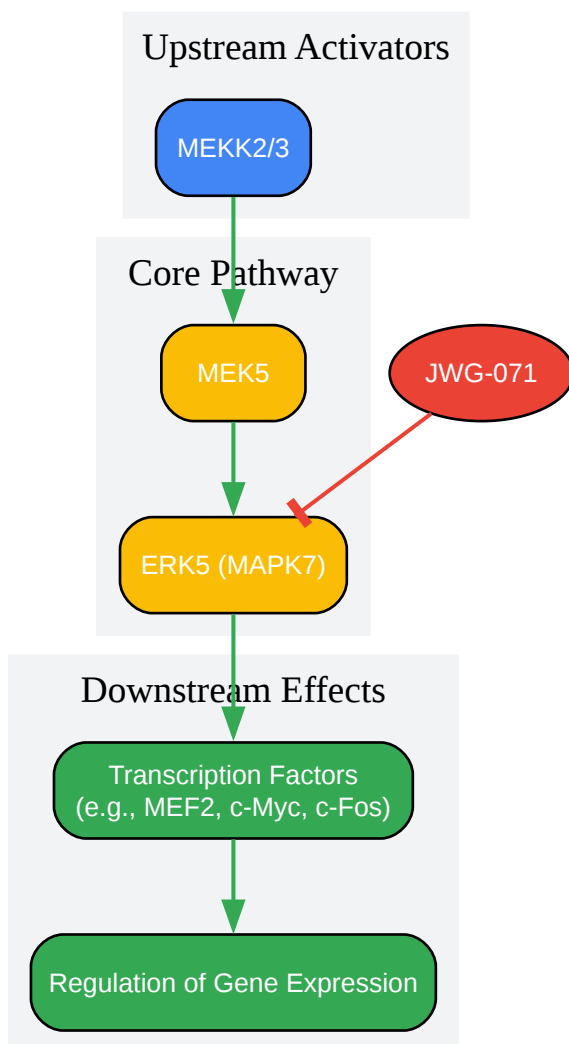 Upstream Activators
MEKK2/3
Core Pathway
MEK5
JWG-071
ERK5 (MAPK7)
Downstream Effects
Transcription Factors
(e.g., MEF2, c-Myc, c-Fos)
Regulation of Gene Expression